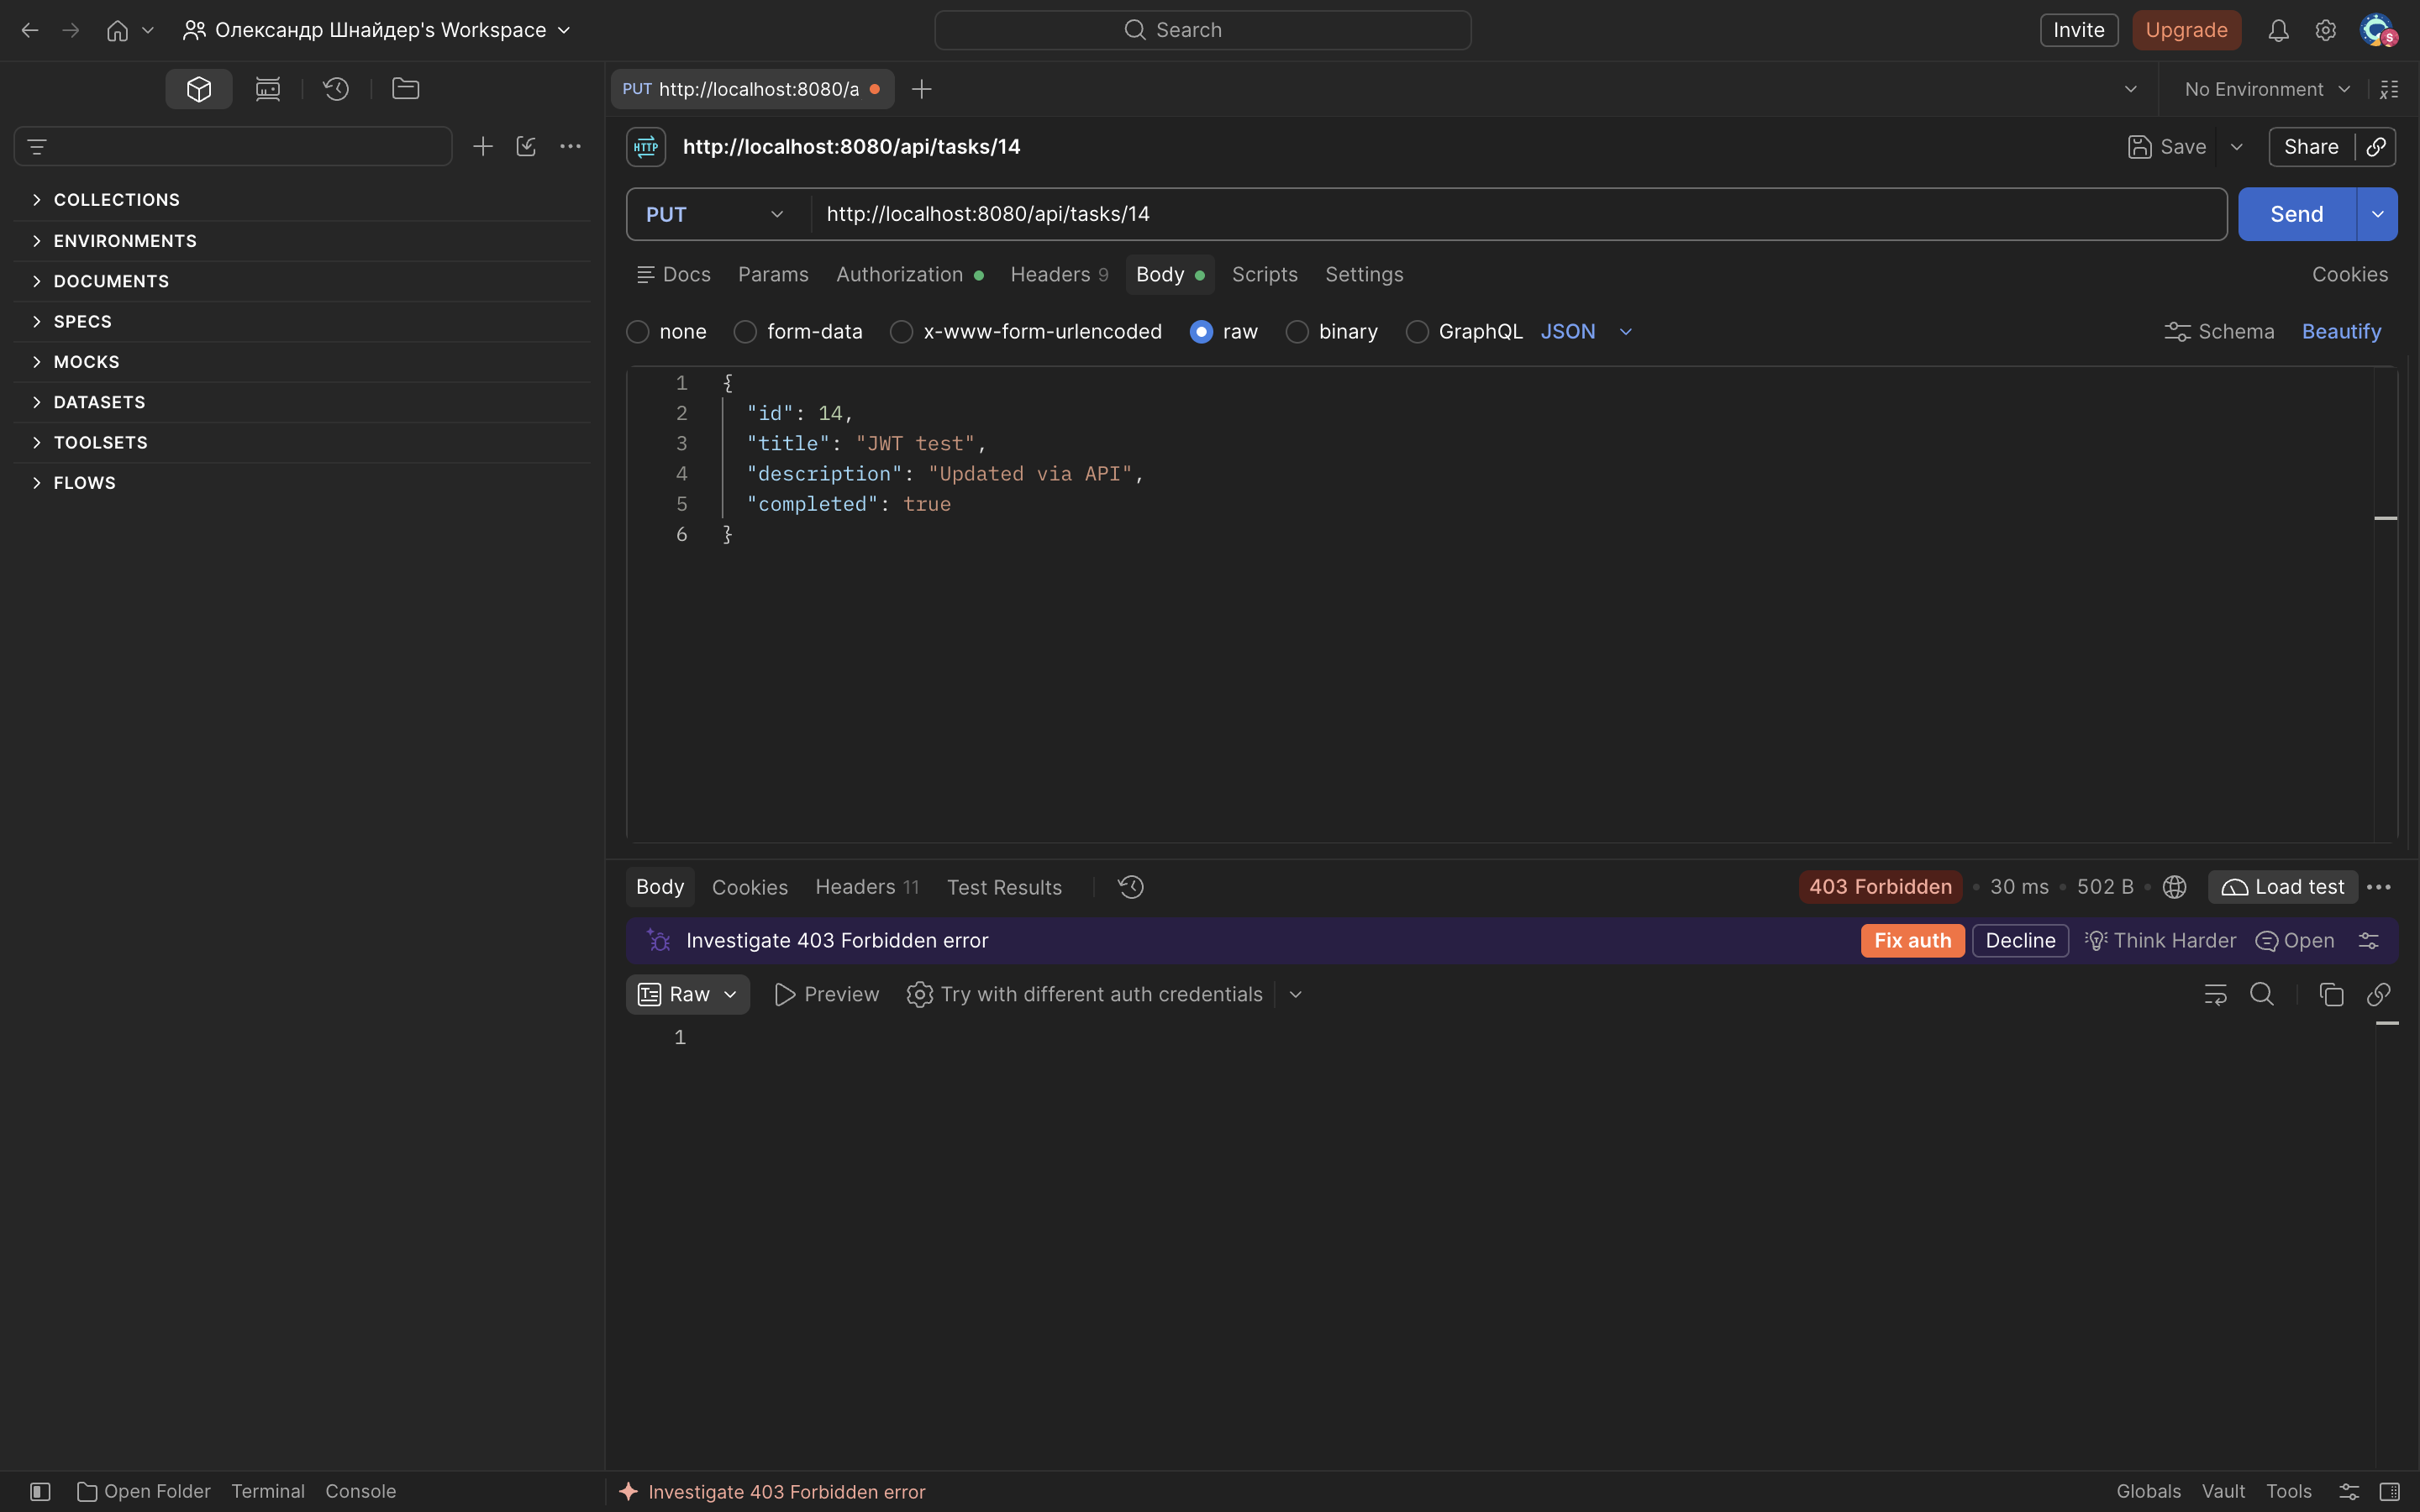 Олександр Шнайдер's Workspace
Search
Invite
Upgrade
S
PUT http://localhost:8080/a
No Environment
COLLECTIONS
ENVIRONMENTS
DOCUMENTS
SPECS
MOCKS
DATASETS
TOOLSETS
FLOWS
HTTP http://localhost:8080/api/tasks/14
Save
Share
PUT http://localhost:8080/api/tasks/14
Send
Docs Params Authorization Headers 9 Body Scripts Settings
Cookies
none form-data x-www-form-urlencoded raw binary GraphQL JSON
Schema Beautify
1 {
2 "id": 14,
3 "title": "JWT test",
4 "description": "Updated via API",
5 "completed": true
6 }
Body Cookies Headers 11 Test Results
403 Forbidden • 30 ms • 502 B •
Load test
Investigate 403 Forbidden error
Fix auth Decline Think Harder Open
Raw Preview Try with different auth credentials
1
Open Folder Terminal Console
Investigate 403 Forbidden error
Globals Vault Tools